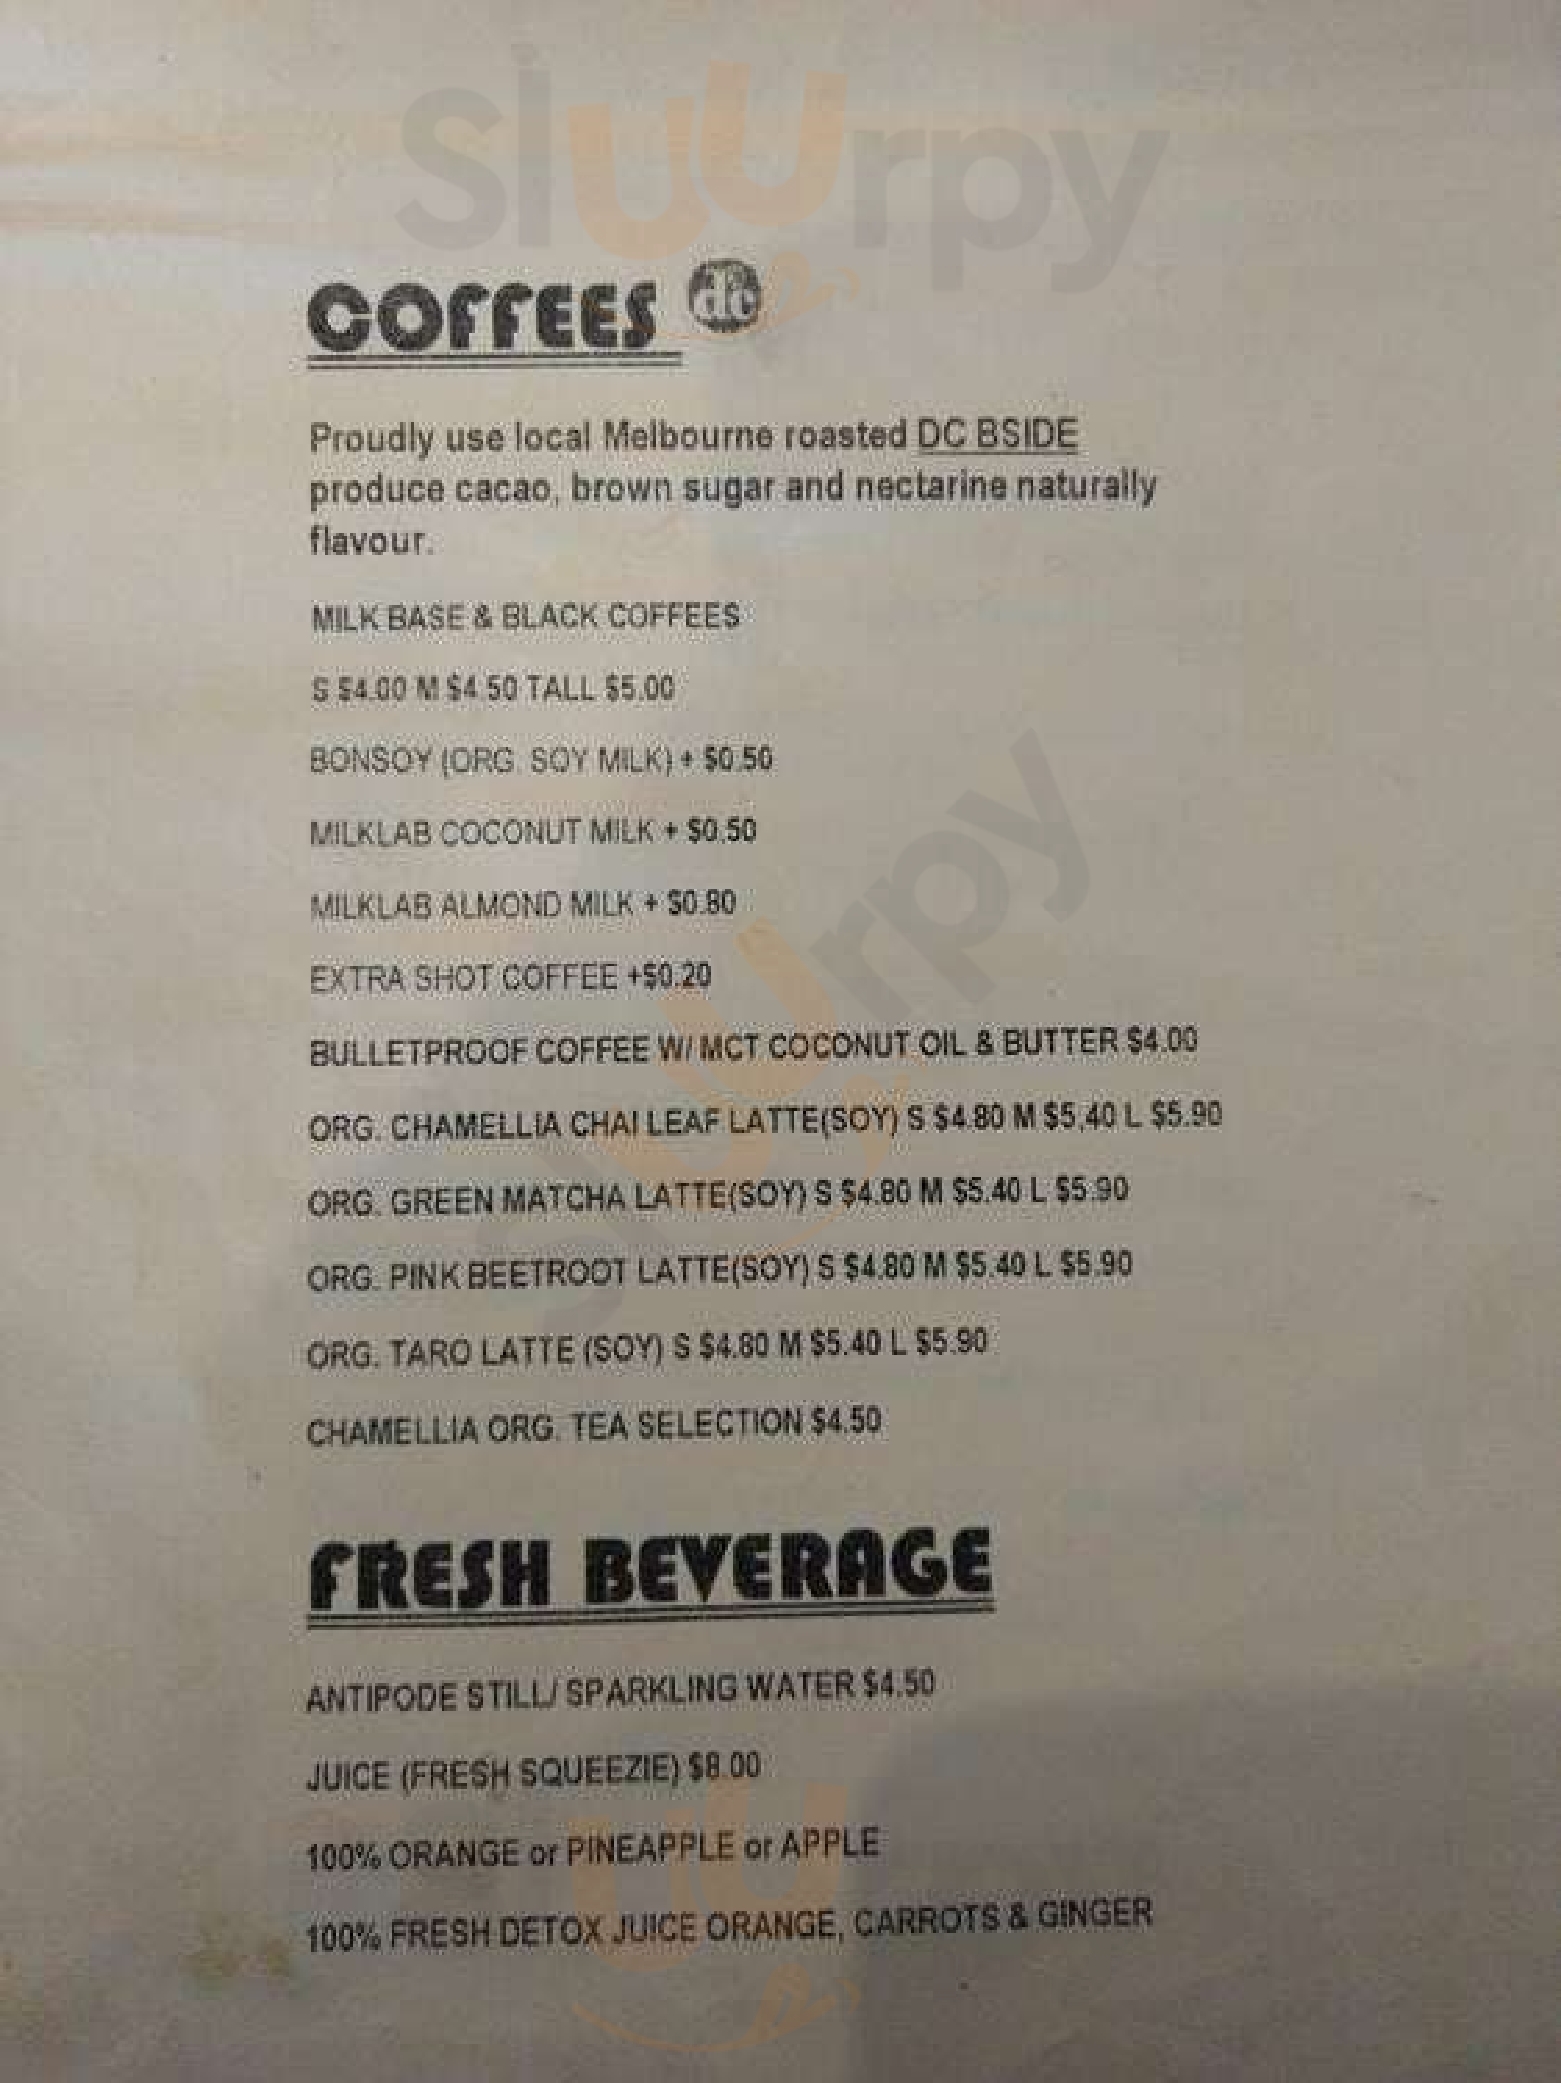 Sluurpy
COFFEES dc
Proudly use local Melbourne roasted DC BSIDE
produce cacao, brown sugar and nectarine naturally
flavour.
MILK BASE & BLACK COFFEES
S $4.00 M $4.50 TALL $5.00
BONSOY (ORG. SOY MILK) + $0.50
MILKLAB COCONUT MILK + $0.50
MILKLAB ALMOND MILK + $0.80
EXTRA SHOT COFFEE +$0.20
BULLETPROOF COFFEE W/ MCT COCONUT OIL & BUTTER $4.00
ORG. CHAMELLIA CHAI LEAF LATTE(SOY) S $4.80 M $5,40 L $5.90
ORG. GREEN MATCHA LATTE(SOY) S $4.80 M $5.40 L $5.90
ORG. PINK BEETROOT LATTE(SOY) S $4.80 M $5.40 L $5.90
ORG. TARO LATTE (SOY) S $4.80 M $5.40 L $5.90
CHAMELLIA ORG. TEA SELECTION $4.50
Sluurpy
FRESH BEVERAGE
ANTIPODE STILL/ SPARKLING WATER $4.50
JUICE (FRESH SQUEEZIE) $8.00
100% ORANGE or PINEAPPLE or APPLE
100% FRESH DETOX JUICE ORANGE, CARROTS & GINGER